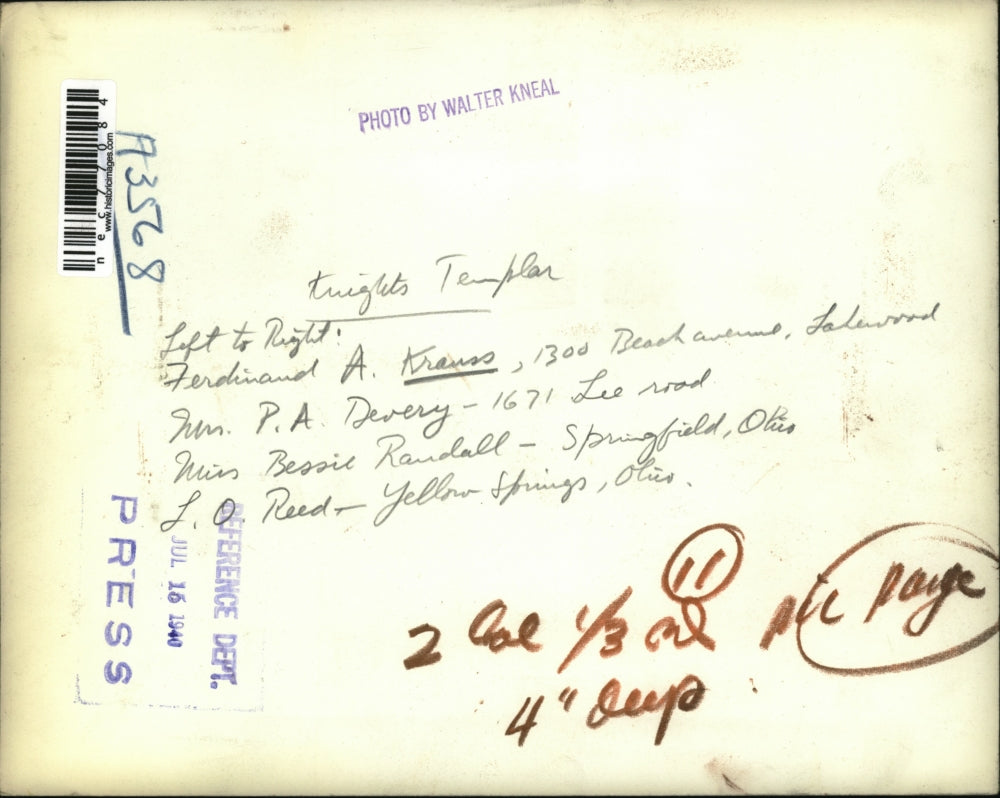 PHOTO BY WALTER KNEAL
www.historicimages.com
A3568
Knights Templar
Left to Right:
Ferdinand A. Krauss, 1300 Beach avenue, Lakewood
Mrs. P. A. Devery - 1671 Lee road
Miss Bessie Randall - Springfield, Ohio
L. O. Reed - Yellow Springs, Ohio.
REFERENCE DEPT.
JUL 16 1940
PRESS
11
2 Col 1/3 pic page
4" deep